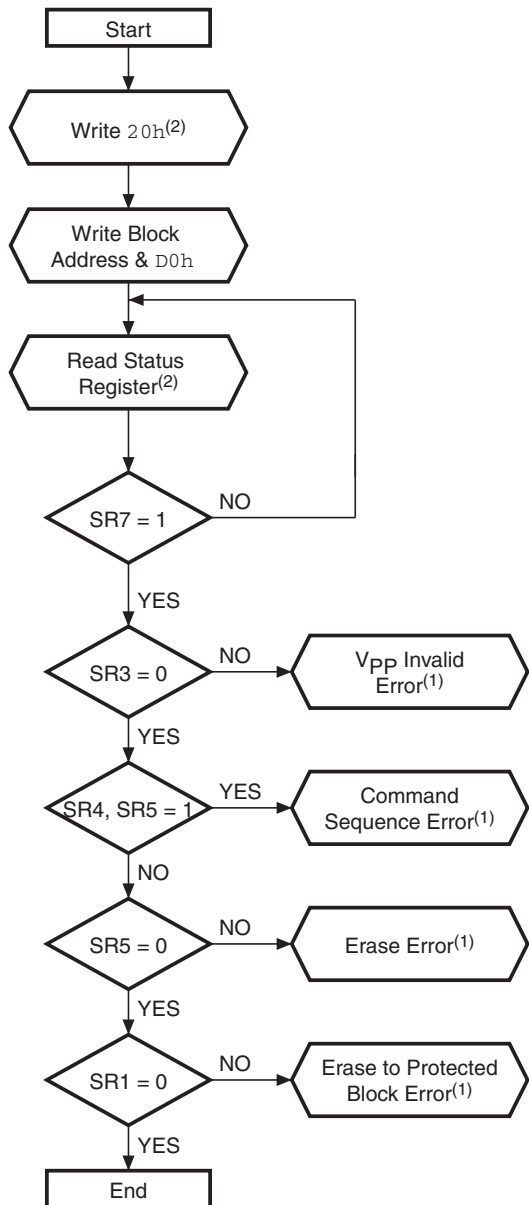 Start
Write 20h(2)
Write Block
Address & D0h
Read Status
Register(2)
SR7 = 1
NO
YES
SR3 = 0
NO
VPP Invalid
Error(1)
YES
SR4, SR5 = 1
YES
Command
Sequence Error(1)
NO
SR5 = 0
NO
Erase Error(1)
YES
SR1 = 0
NO
Erase to Protected
Block Error(1)
YES
End